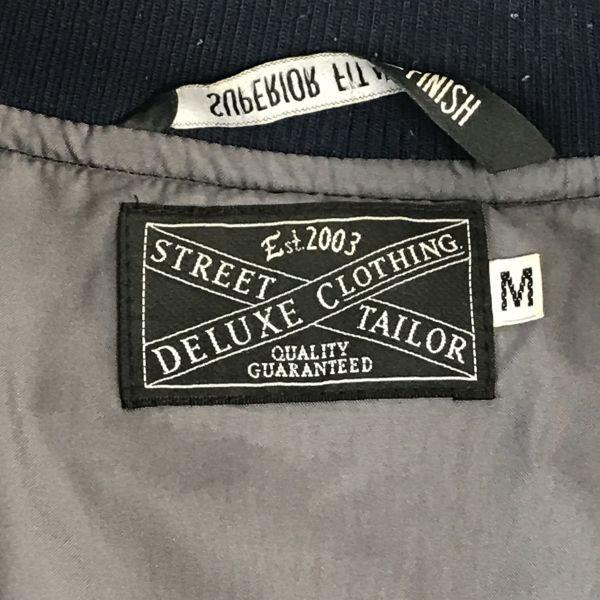 SUPERIOR FIT
FINISH
Est. 2003
STREET TAILOR
DELUXE CLOTHING.
QUALITY
GUARANTEED
M